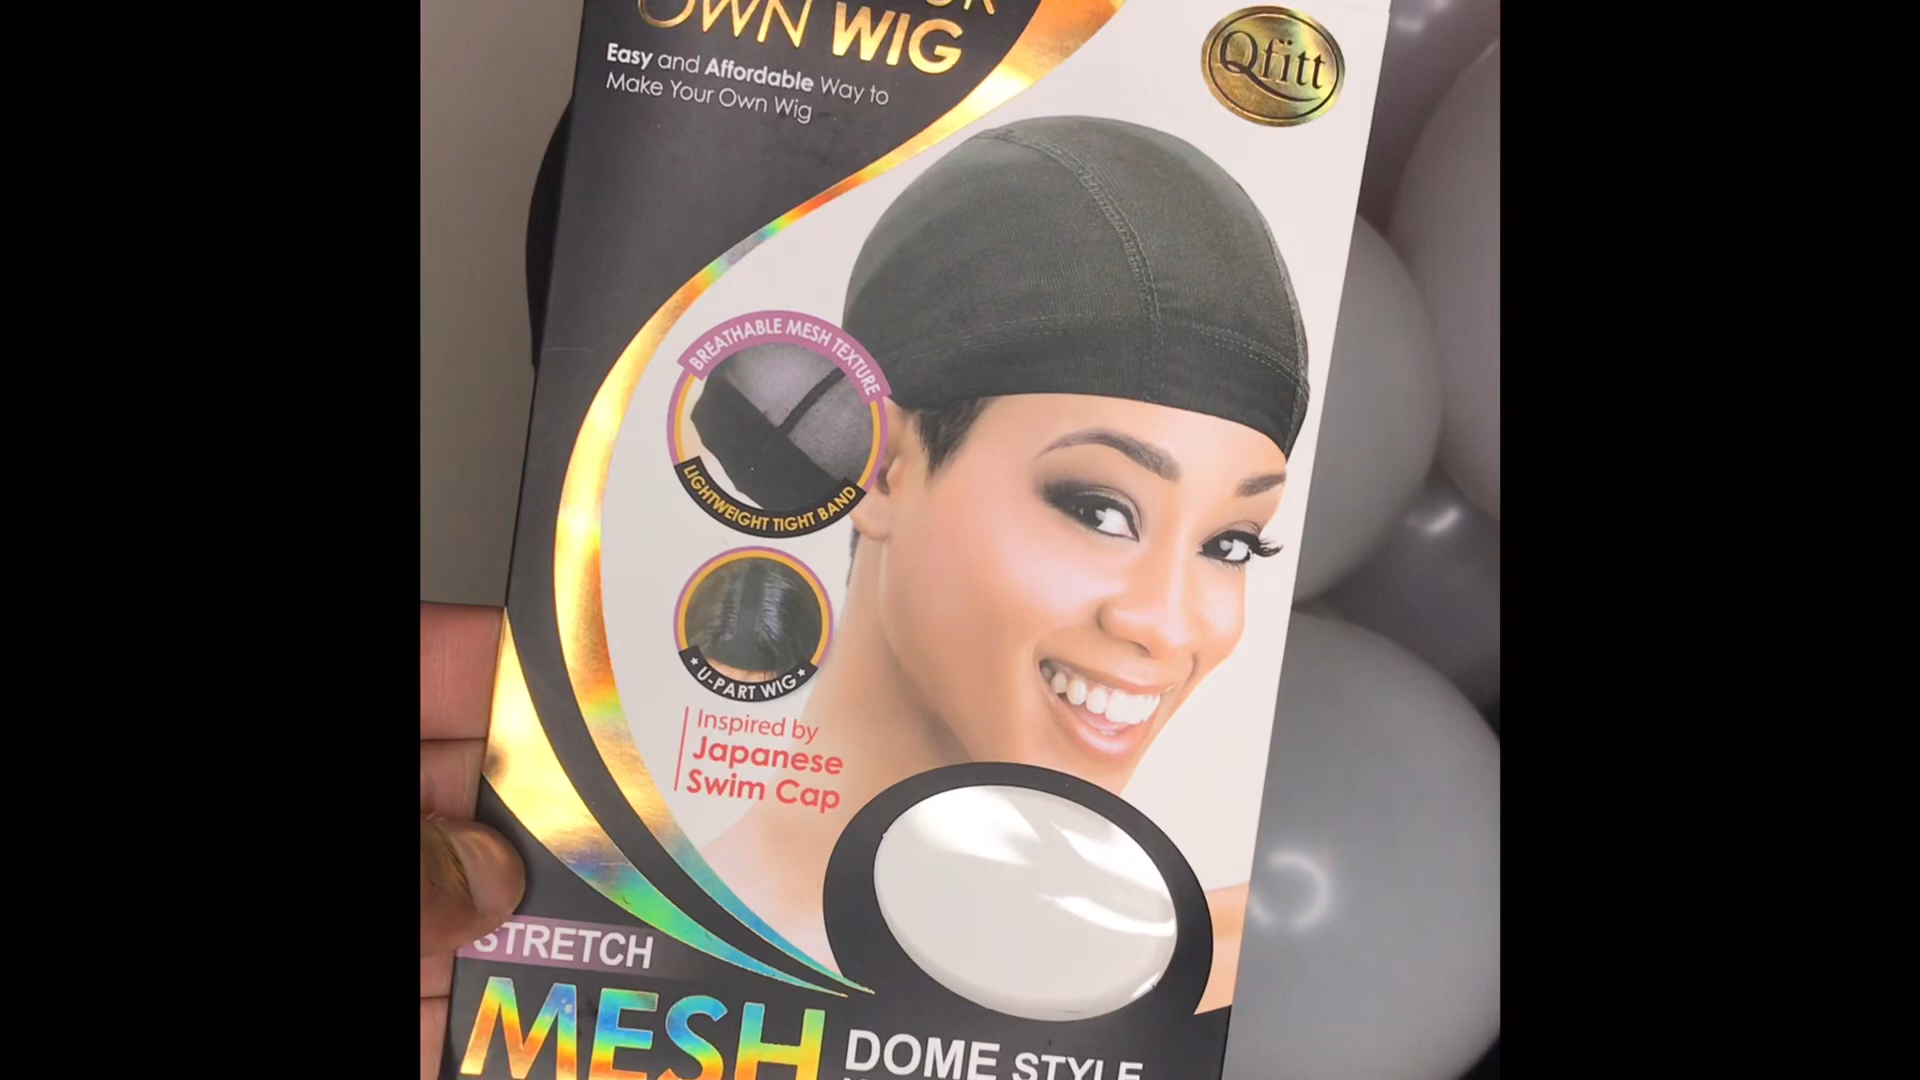 OWN WIG
Easy and Affordable Way to
Make Your Own Wig
Qfitt
BREATHABLE MESH TEXTURE
LIGHTWEIGHT TIGHT BAND
★ U-PART WIG ★
Inspired by
Japanese
Swim Cap
STRETCH
MESH
DOME STYLE